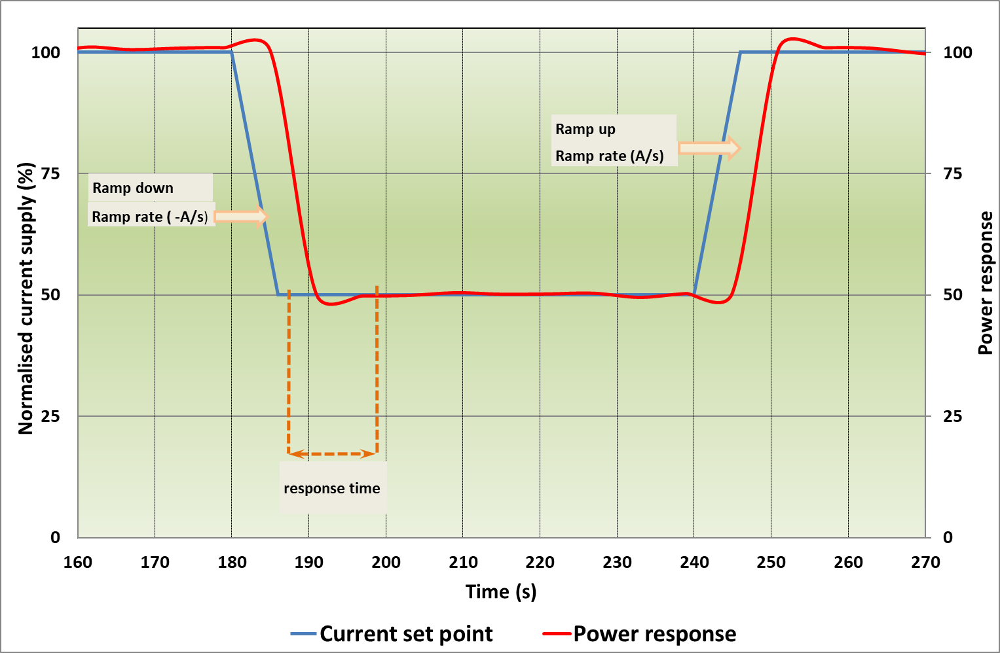 100
75
50
25
0
Normalised current supply (%)
Ramp down
Ramp rate ( -A/s)
Ramp up
Ramp rate (A/s)
response time
100
75
50
25
0
Power response
160 170 180 190 200 210 220 230 240 250 260 270
Time (s)
Current set point Power response